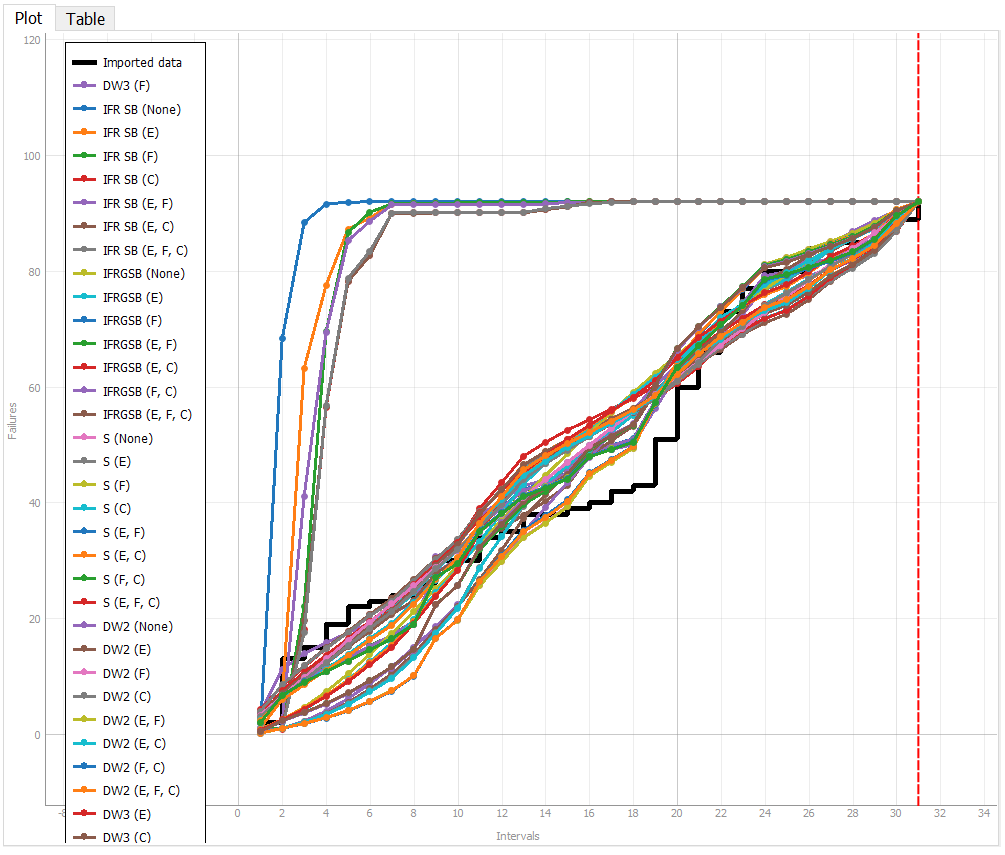 Plot Table
120
100
80
60
40
20
0
Failures
Imported data
DW3 (F)
IFR SB (None)
IFR SB (E)
IFR SB (F)
IFR SB (C)
IFR SB (E, F)
IFR SB (E, C)
IFR SB (E, F, C)
IFRGSB (None)
IFRGSB (E)
IFRGSB (F)
IFRGSB (E, F)
IFRGSB (E, C)
IFRGSB (F, C)
IFRGSB (E, F, C)
S (None)
S (E)
S (F)
S (C)
S (E, F)
S (E, C)
S (F, C)
S (E, F, C)
DW2 (None)
DW2 (E)
DW2 (F)
DW2 (C)
DW2 (E, F)
DW2 (E, C)
DW2 (F, C)
DW2 (E, F, C)
DW3 (E)
DW3 (C)
-8 0 2 4 6 8 10 12 14 16 18 20 22 24 26 28 30 32 34
Intervals